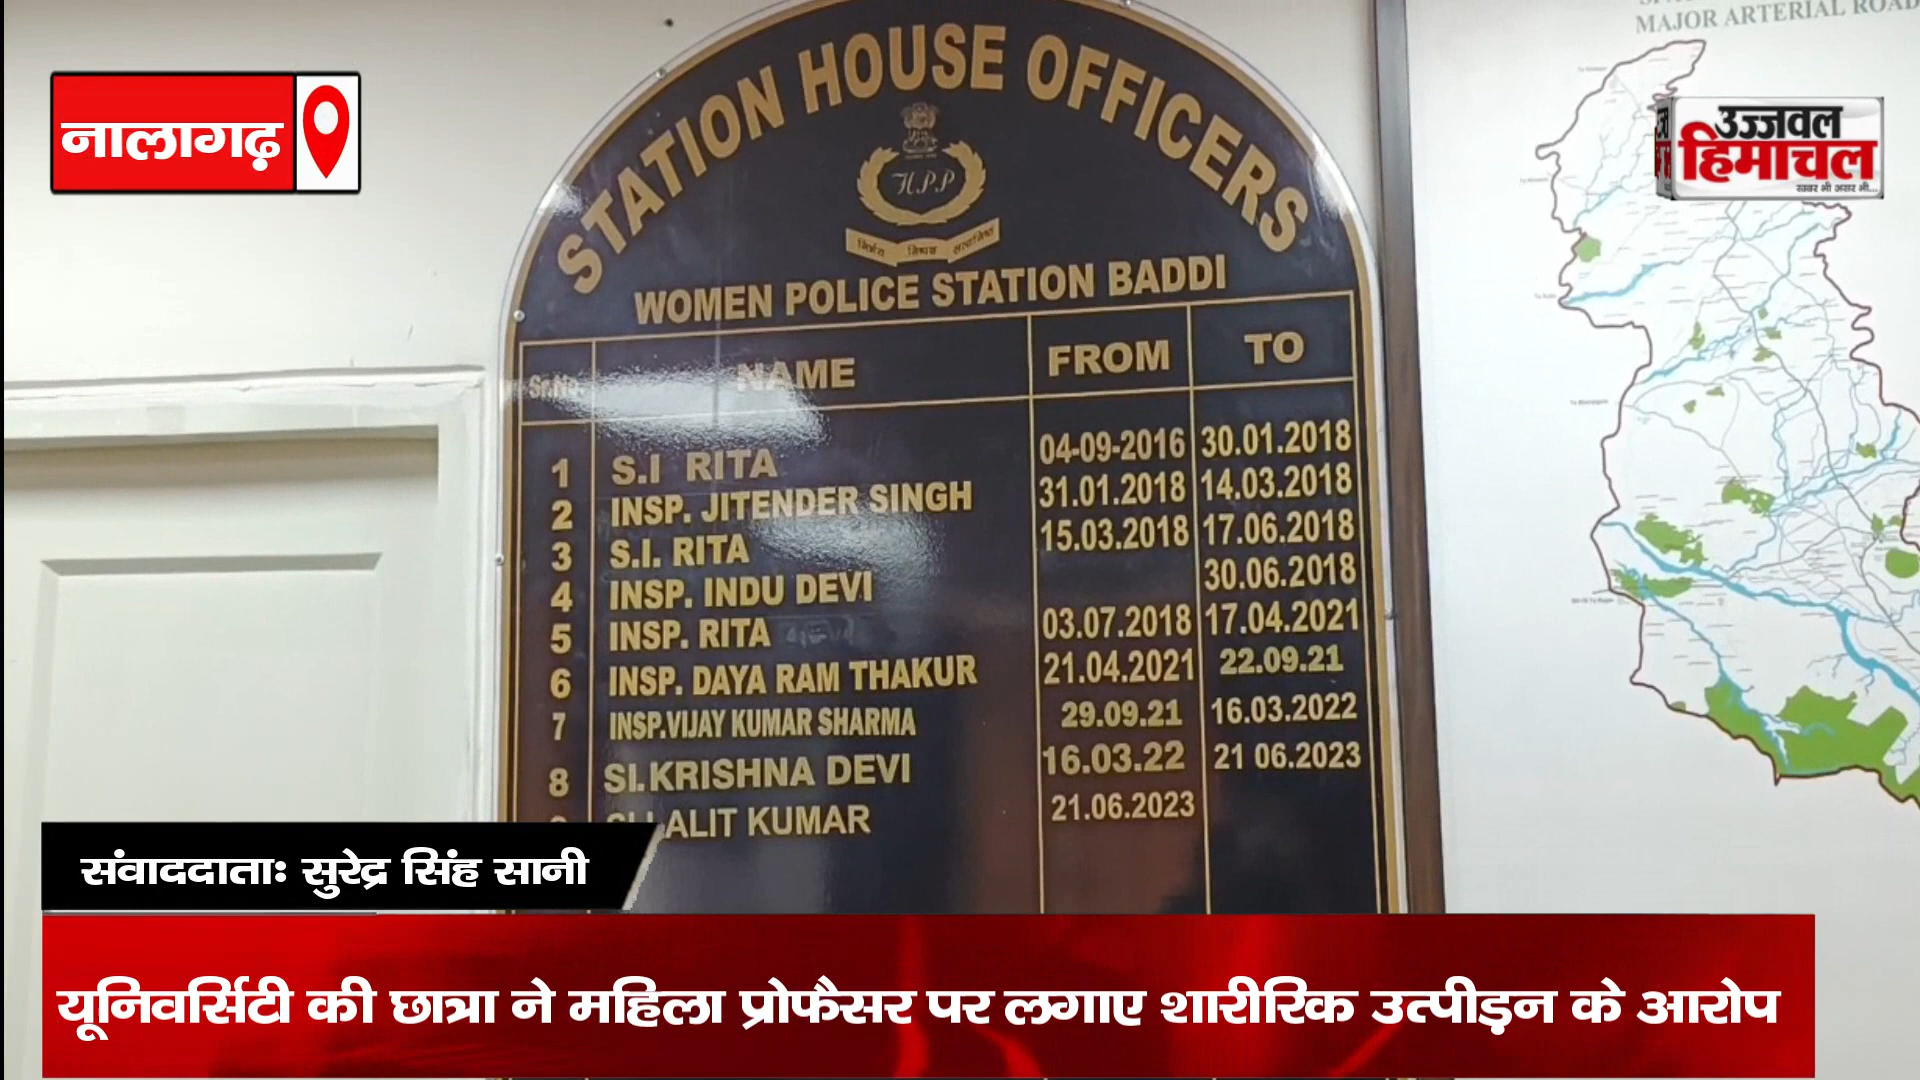 MAJOR ARTERIAL ROAD
नालागढ़
उज्जवल
हिमाचल
खबर भी असर भी...
STATION HOUSE OFFICERS
H.P.P
WOMEN POLICE STATION BADDI
Sr.No. NAME FROM TO
1 S.I RITA 04-09-2016 30.01.2018
2 INSP. JITENDER SINGH 31.01.2018 14.03.2018
3 S.I. RITA 15.03.2018 17.06.2018
4 INSP. INDU DEVI 30.06.2018
5 INSP. RITA 03.07.2018 17.04.2021
6 INSP. DAYA RAM THAKUR 21.04.2021 22.09.21
7 INSP.VIJAY KUMAR SHARMA 29.09.21 16.03.2022
8 SI.KRISHNA DEVI 16.03.22 21 06.2023
LALIT KUMAR 21.06.2023
संवाददाताः सुरेद्र सिंह सानी
यूनिवर्सिटी की छात्रा ने महिला प्रोफैसर पर लगाए शारीरिक उत्पीड़न के आरोप